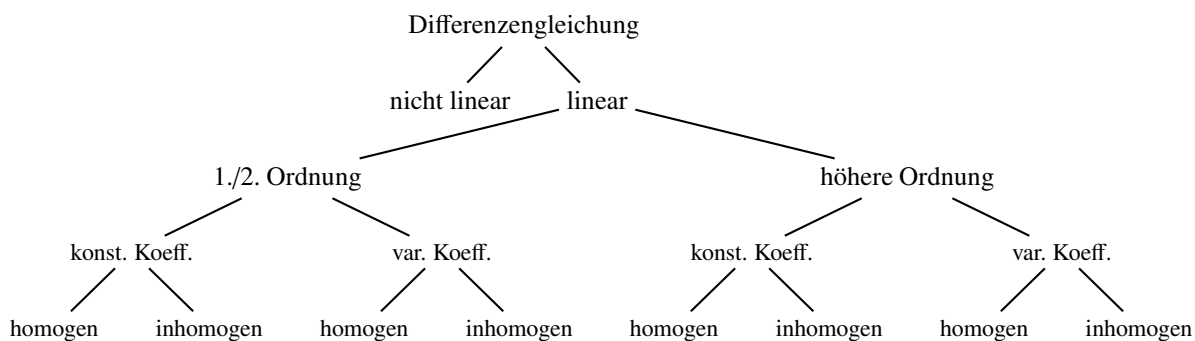 Differenzengleichung
nicht linear linear
1./2. Ordnung höhere Ordnung
konst. Koeff. var. Koeff. konst. Koeff. var. Koeff.
homogen inhomogen homogen inhomogen homogen inhomogen homogen inhomogen